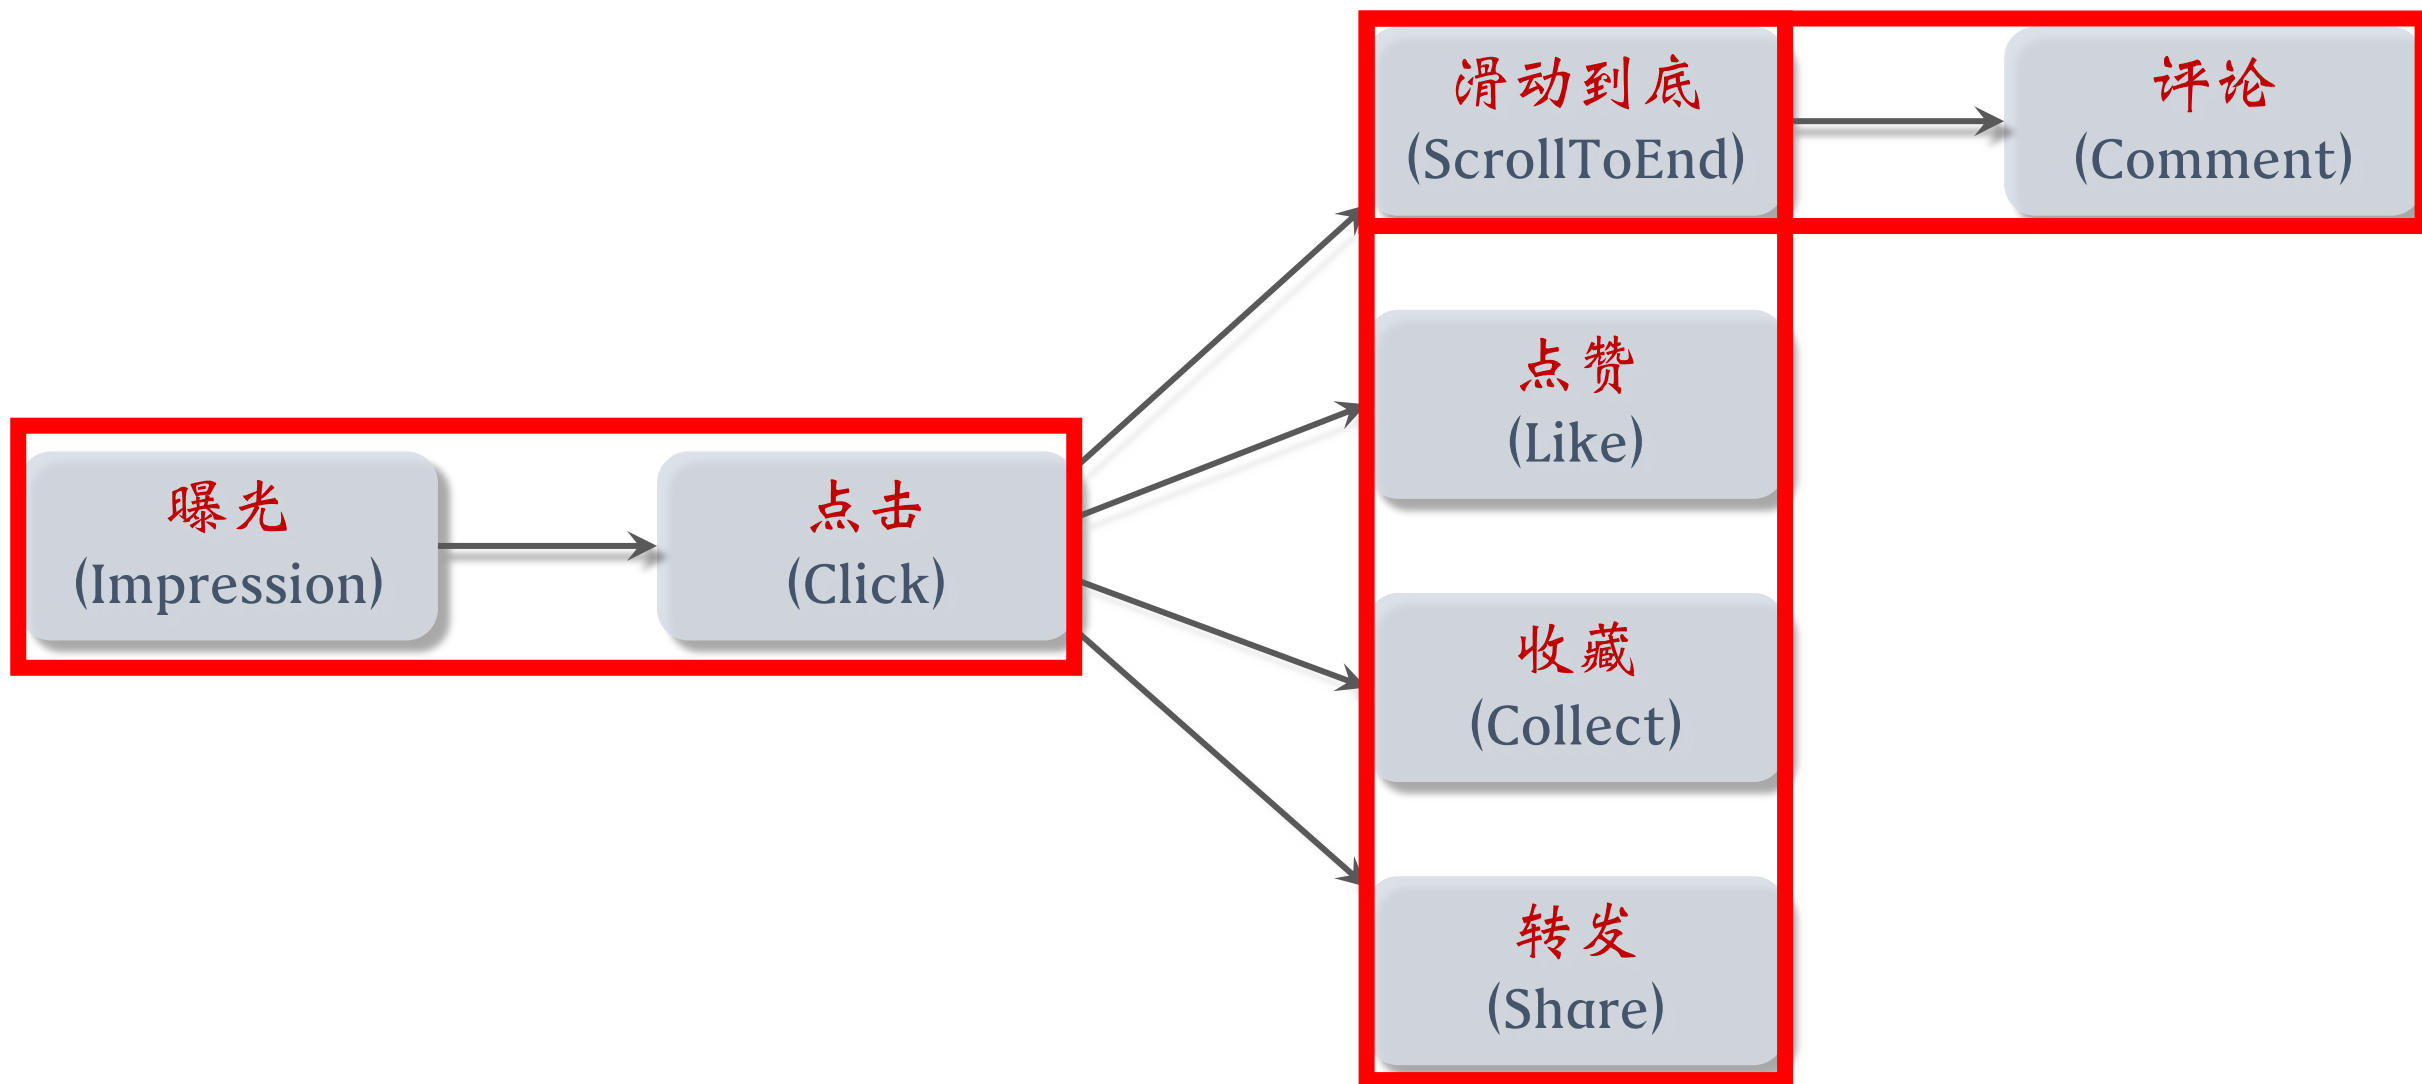 滑动到底
(ScrollToEnd)
评论
(Comment)
点赞
(Like)
曝光
(Impression)
点击
(Click)
收藏
(Collect)
转发
(Share)